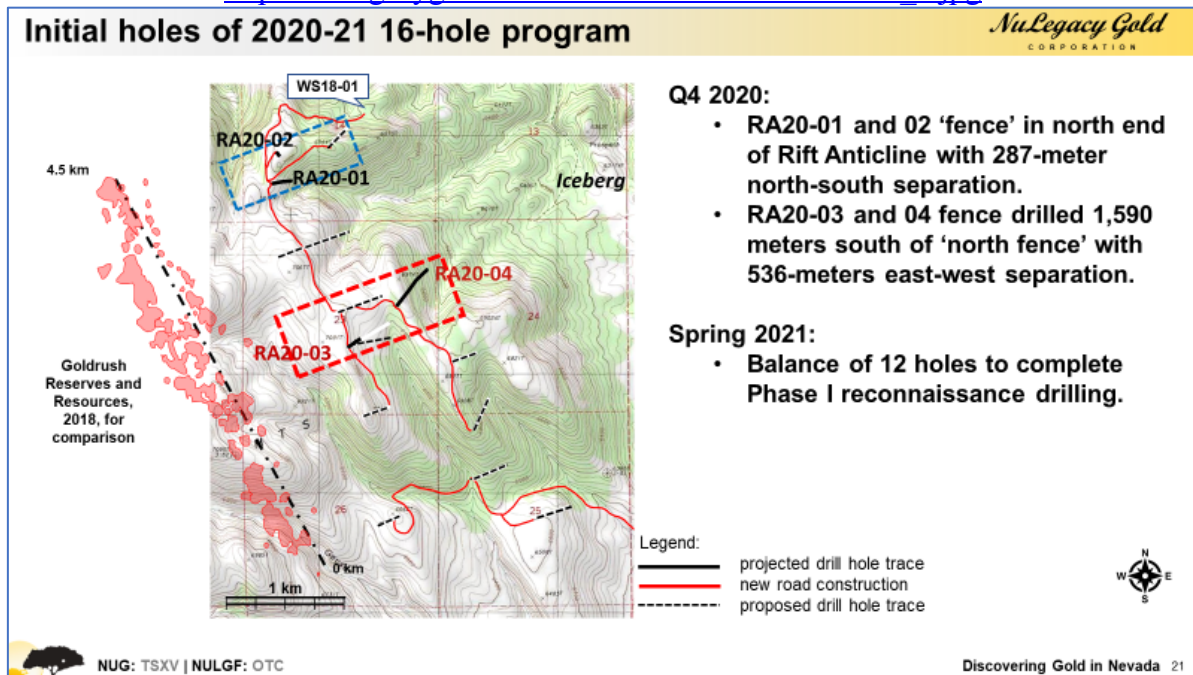 Initial holes of 2020-21 16-hole program
NuLegacy Gold
CORPORATION
WS18-01
RA20-02
RA20-01
Iceberg
4.5 km
RA20-04
RA20-03
Goldrush
Reserves and
Resources,
2018, for
comparison
13
23
24
26
25
0 km
1 km
Q4 2020:
• RA20-01 and 02 ‘fence’ in north end
of Rift Anticline with 287-meter
north-south separation.
• RA20-03 and 04 fence drilled 1,590
meters south of ‘north fence’ with
536-meters east-west separation.
Spring 2021:
• Balance of 12 holes to complete
Phase I reconnaissance drilling.
Legend:
projected drill hole trace
new road construction
proposed drill hole trace
N
W E
S
NUG: TSXV | NULGF: OTC
Discovering Gold in Nevada 21